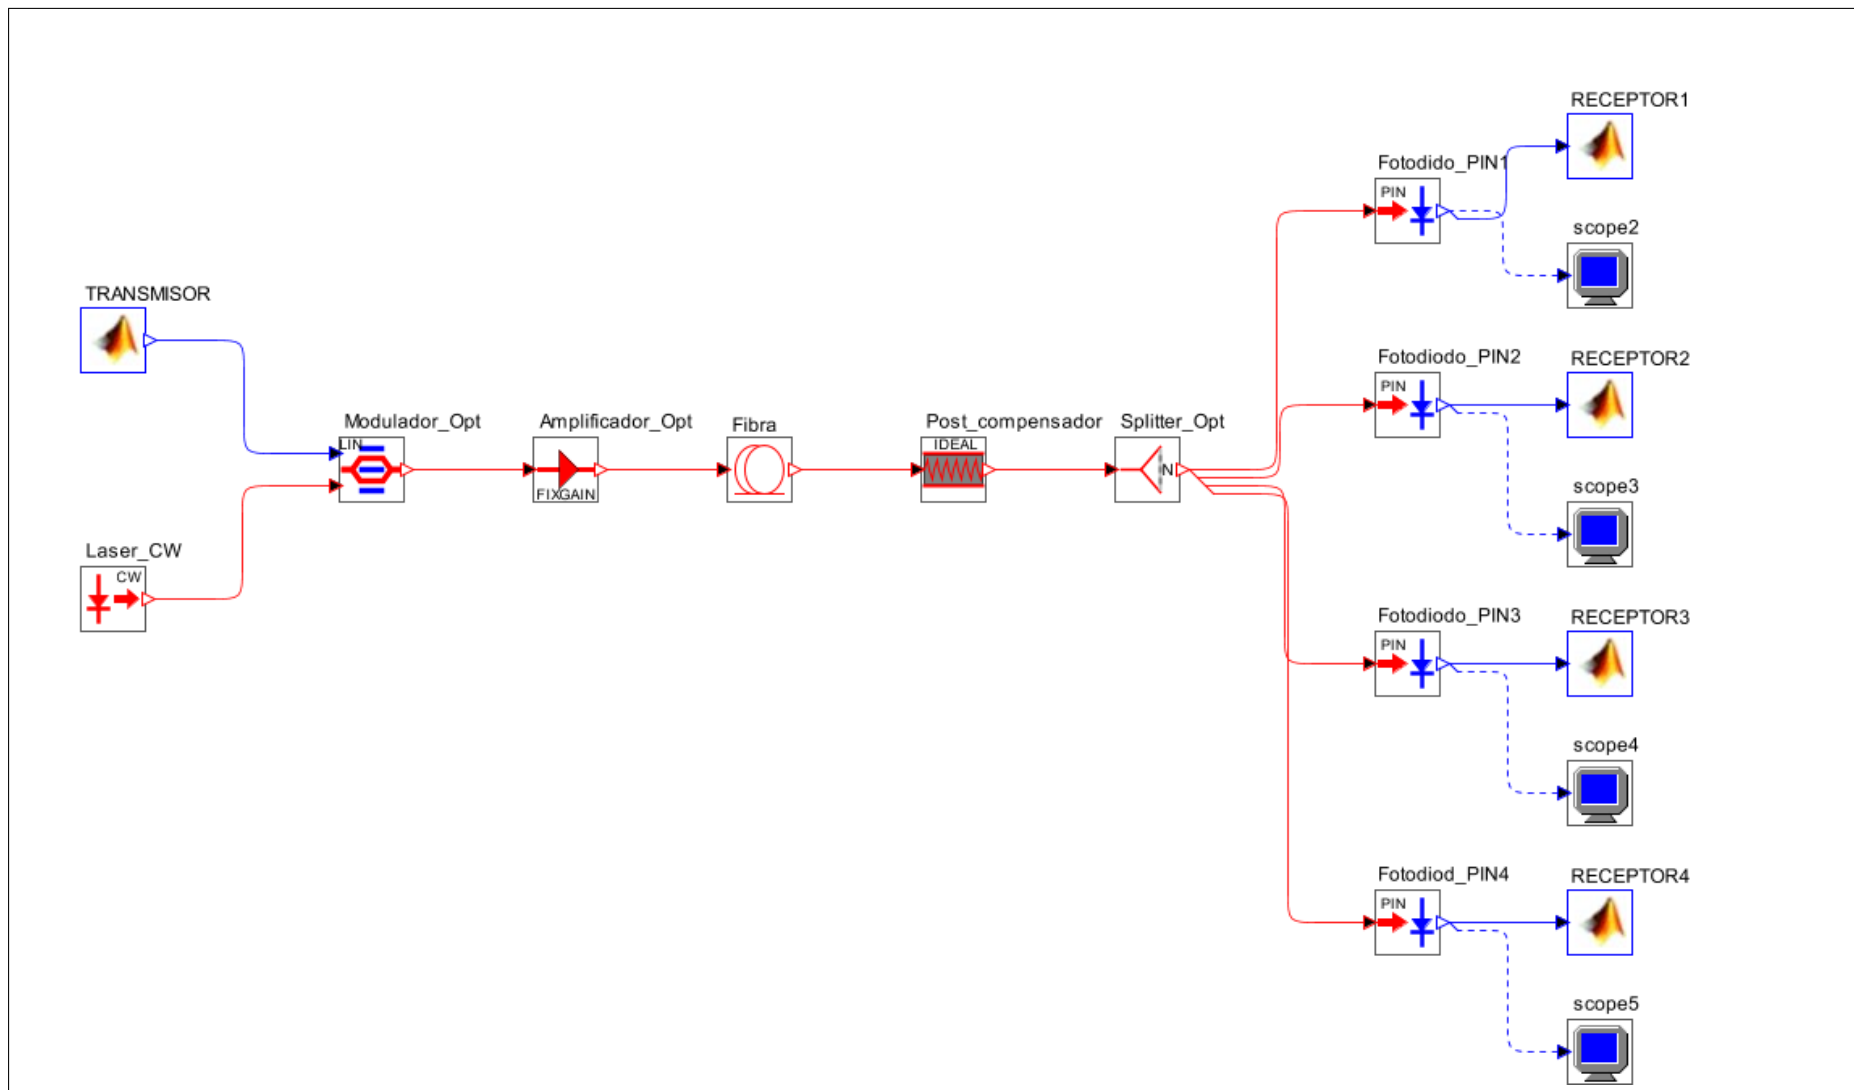 RECEPTOR1
Fotodido_PIN1
PIN
scope2
TRANSMISOR
Fotodiodo_PIN2
RECEPTOR2
PIN
Modulador_Opt
LIN
Amplificador_Opt
FIXGAIN
Fibra
Post_compensador
IDEAL
Splitter_Opt
N
scope3
Laser_CW
CW
Fotodiodo_PIN3
RECEPTOR3
PIN
scope4
Fotodiod_PIN4
RECEPTOR4
PIN
scope5